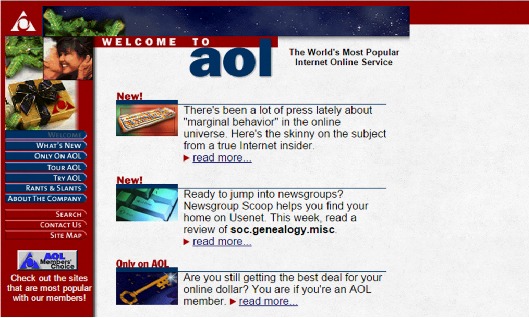 WELCOME TO
aol
The World's Most Popular
Internet Online Service
WELCOME
WHAT'S NEW
ONLY ON AOL
TOUR AOL
TRY AOL
RANTS & SLANTS
ABOUT THE COMPANY
SEARCH
CONTACT US
SITE MAP
AOL
Members'
Choice
Check out the sites
that are most popular
with our members!
New!
There's been a lot of press lately about
"marginal behavior" in the online
universe. Here's the skinny on the subject
from a true Internet insider.
read more...
New!
Ready to jump into newsgroups?
Newsgroup Scoop helps you find your
home on Usenet. This week, read a
review of soc.genealogy.misc.
read more...
Only on AOL
Are you still getting the best deal for your
online dollar? You are if you're an AOL
member. read more...